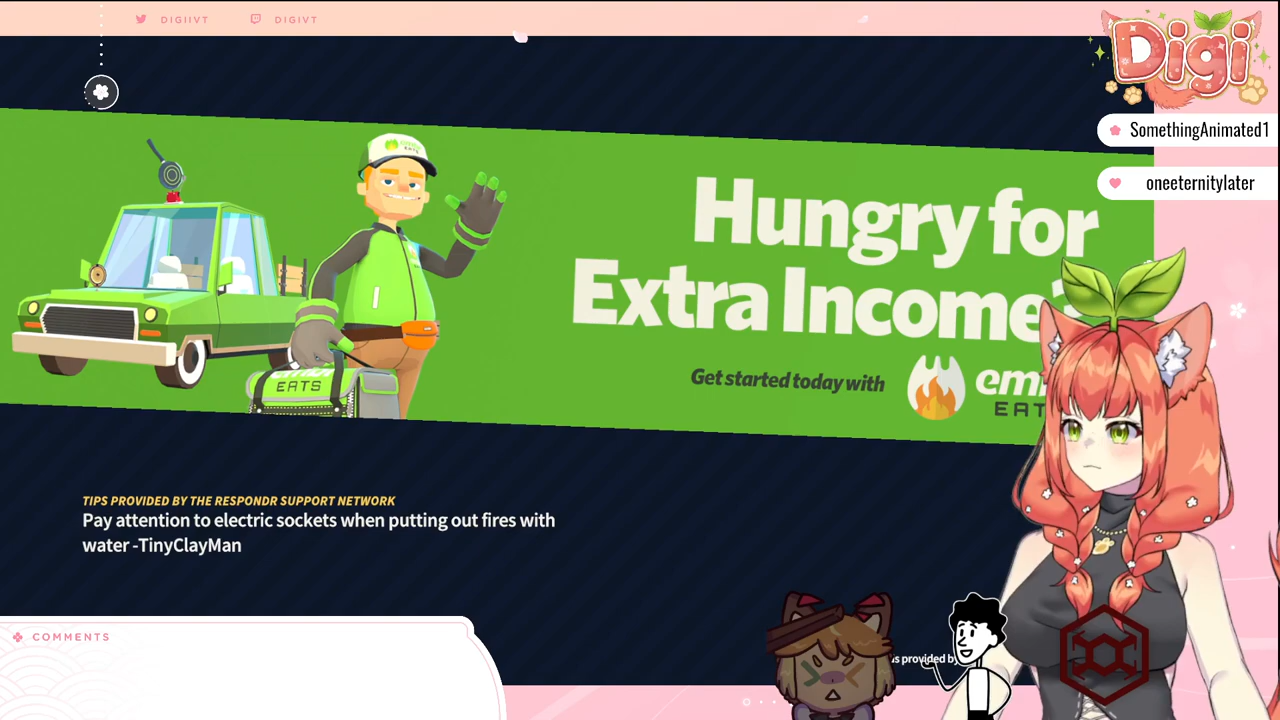 DIGIIVT
DIGIVT
Digi
SomethingAnimated1
oneeternitylater
Hungry for
Extra Income?
Get started today with
EATS
TIPS PROVIDED BY THE RESPONDR SUPPORT NETWORK
Pay attention to electric sockets when putting out fires with
water -TinyClayMan
COMMENTS
provided by